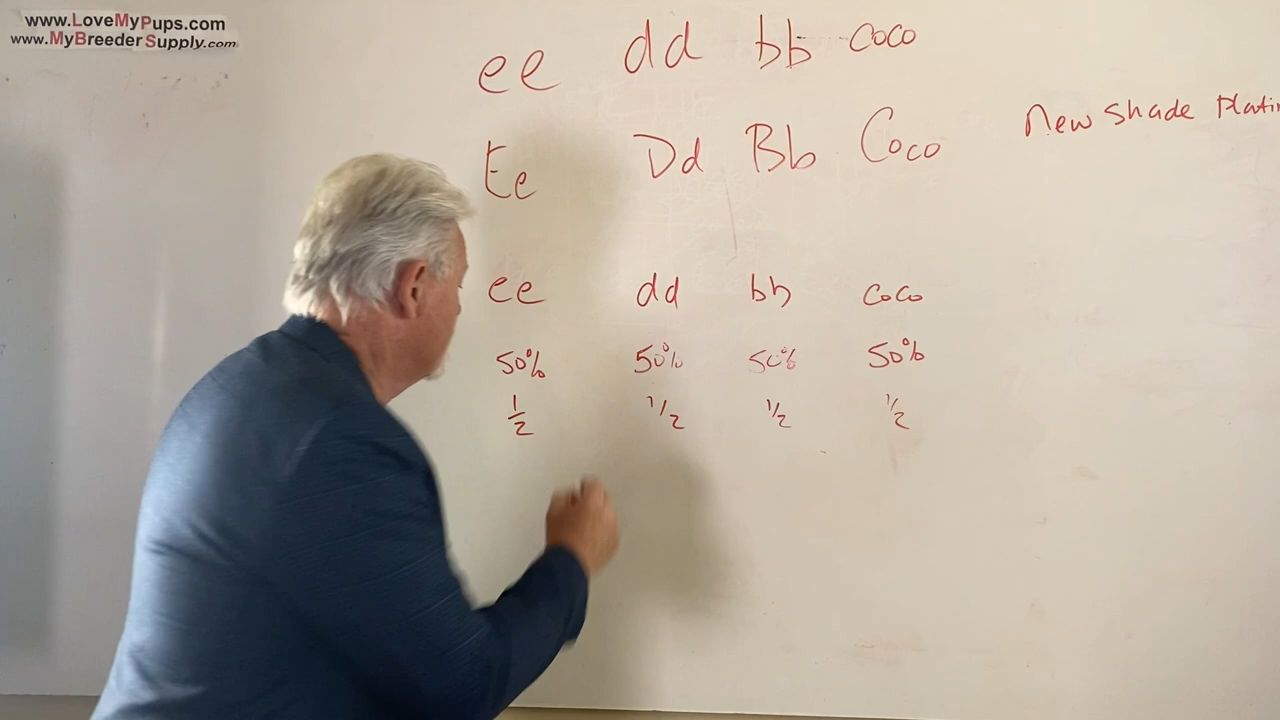 www.LoveMyPups.com
www.MyBreederSupply.com
ee dd bb coco
Ee Dd Bb Coco
New Shade
ee dd bb coco
50% 50% 50% 50%
1/2 1/2 1/2 1/2